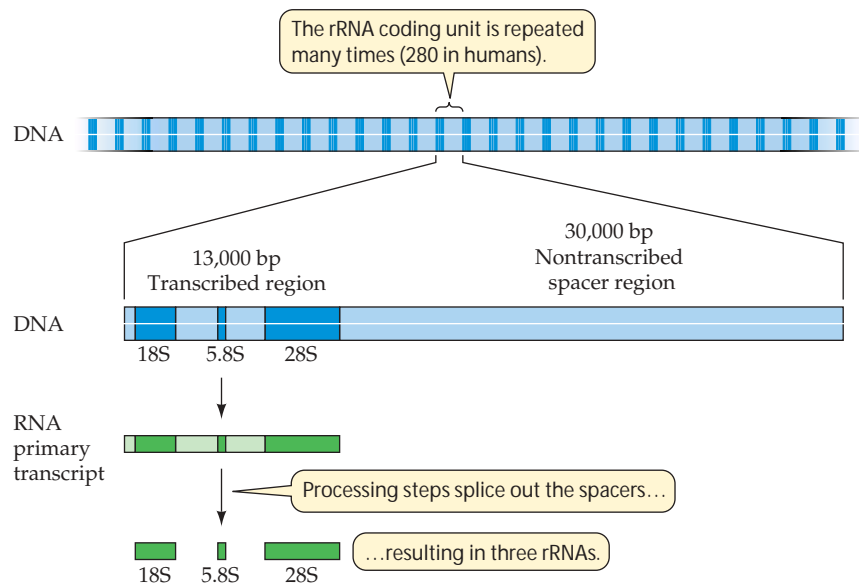 The rRNA coding unit is repeated
many times (280 in humans).
DNA
13,000 bp
Transcribed region
30,000 bp
Nontranscribed
spacer region
DNA
18S 5.8S 28S
RNA
primary
transcript
Processing steps splice out the spacers…
…resulting in three rRNAs.
18S 5.8S 28S